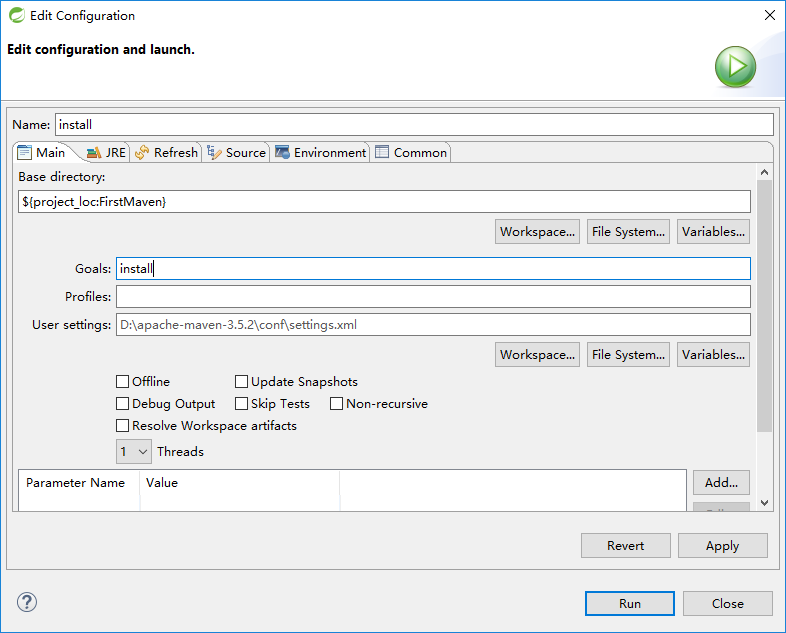 Edit Configuration
Edit configuration and launch.
Name: install
Main JRE Refresh Source Environment Common
Base directory:
${project_loc:FirstMaven}
Workspace... File System... Variables...
Goals: install
Profiles:
User settings: D:\apache-maven-3.5.2\conf\settings.xml
Workspace... File System... Variables...
Offline Update Snapshots
Debug Output Skip Tests Non-recursive
Resolve Workspace artifacts
1 Threads
Parameter Name Value Add...
Revert Apply
? Run Close